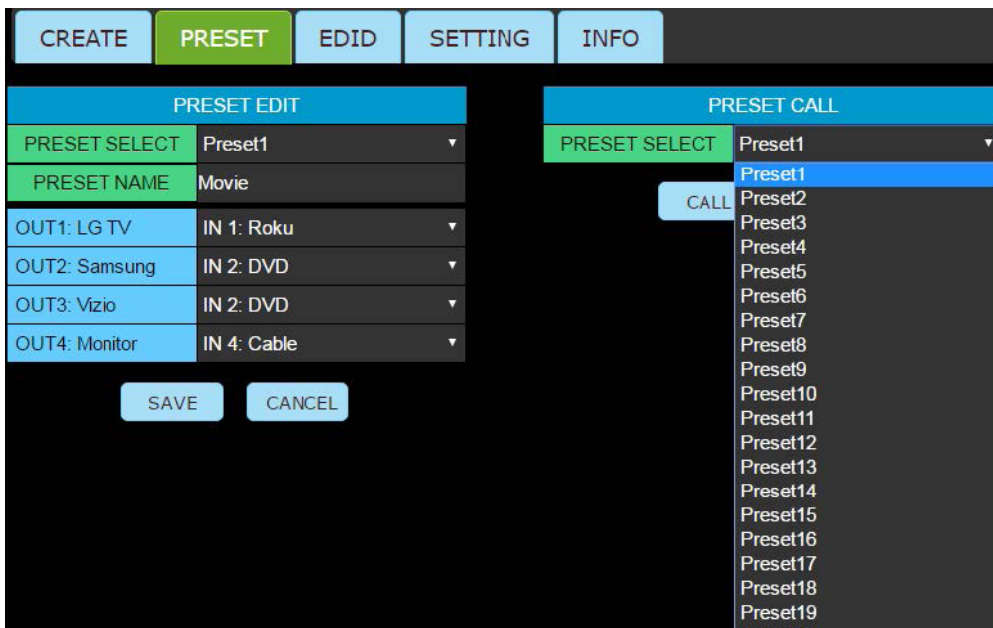 CREATE PRESET EDID SETTING INFO
PRESET EDIT
PRESET SELECT Preset1
PRESET NAME Movie
OUT1: LG TV IN 1: Roku
OUT2: Samsung IN 2: DVD
OUT3: Vizio IN 2: DVD
OUT4: Monitor IN 4: Cable
SAVE CANCEL
PRESET CALL
PRESET SELECT Preset1
CALL
Preset1
Preset2
Preset3
Preset4
Preset5
Preset6
Preset7
Preset8
Preset9
Preset10
Preset11
Preset12
Preset13
Preset14
Preset15
Preset16
Preset17
Preset18
Preset19